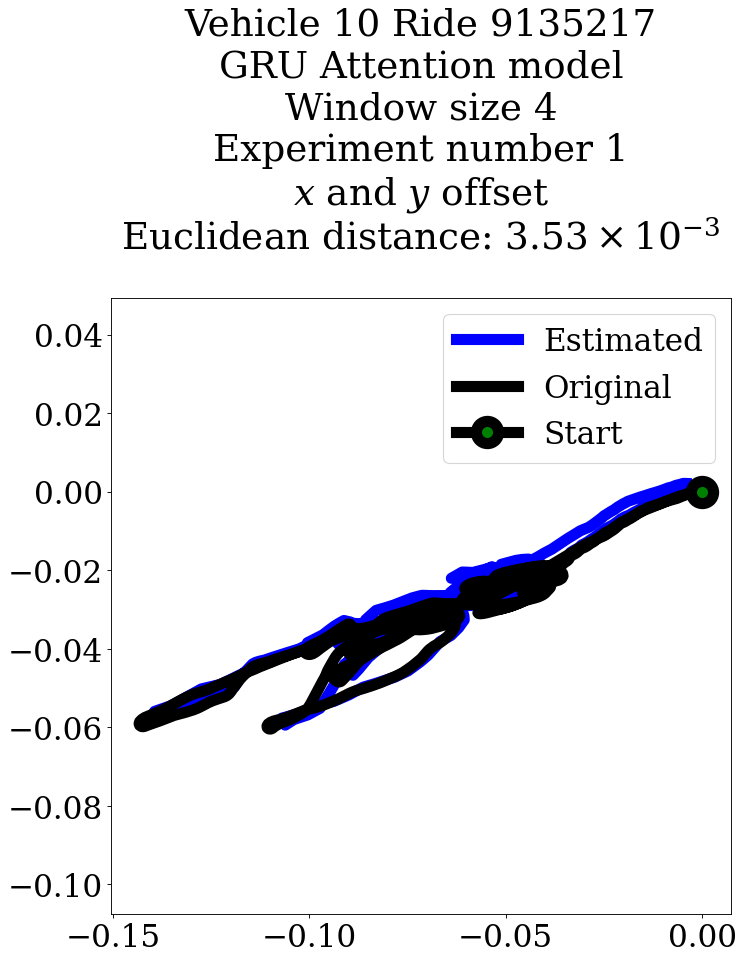 Vehicle 10 Ride 9135217
GRU Attention model
Window size 4
Experiment number 1
x and y offset
Euclidean distance: 3.53 × 10⁻³
Estimated
Original
Start
0.04
0.02
0.00
−0.02
−0.04
−0.06
−0.08
−0.10
−0.15 −0.10 −0.05 0.00